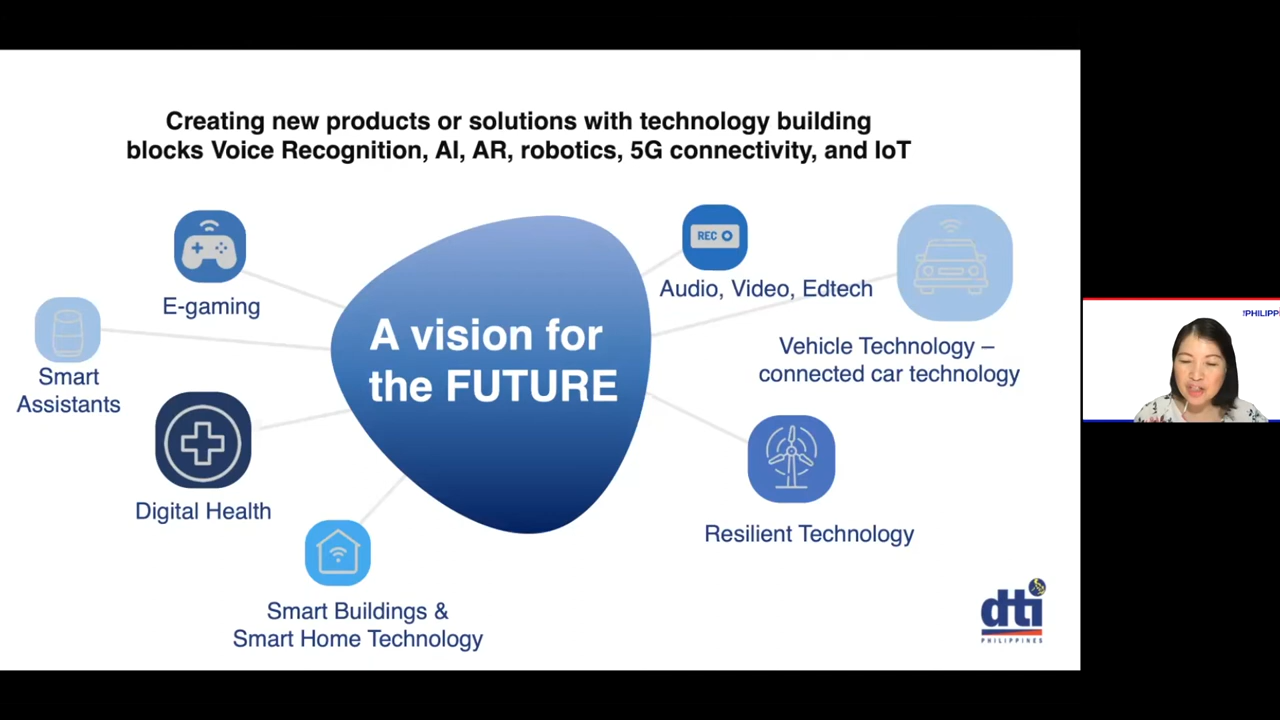 Creating new products or solutions with technology building
blocks Voice Recognition, AI, AR, robotics, 5G connectivity, and IoT
E-gaming
Smart
Assistants
Digital Health
Smart Buildings &
Smart Home Technology
A vision for
the FUTURE
REC
Audio, Video, Edtech
Vehicle Technology –
connected car technology
Resilient Technology
dti
PHILIPPINES